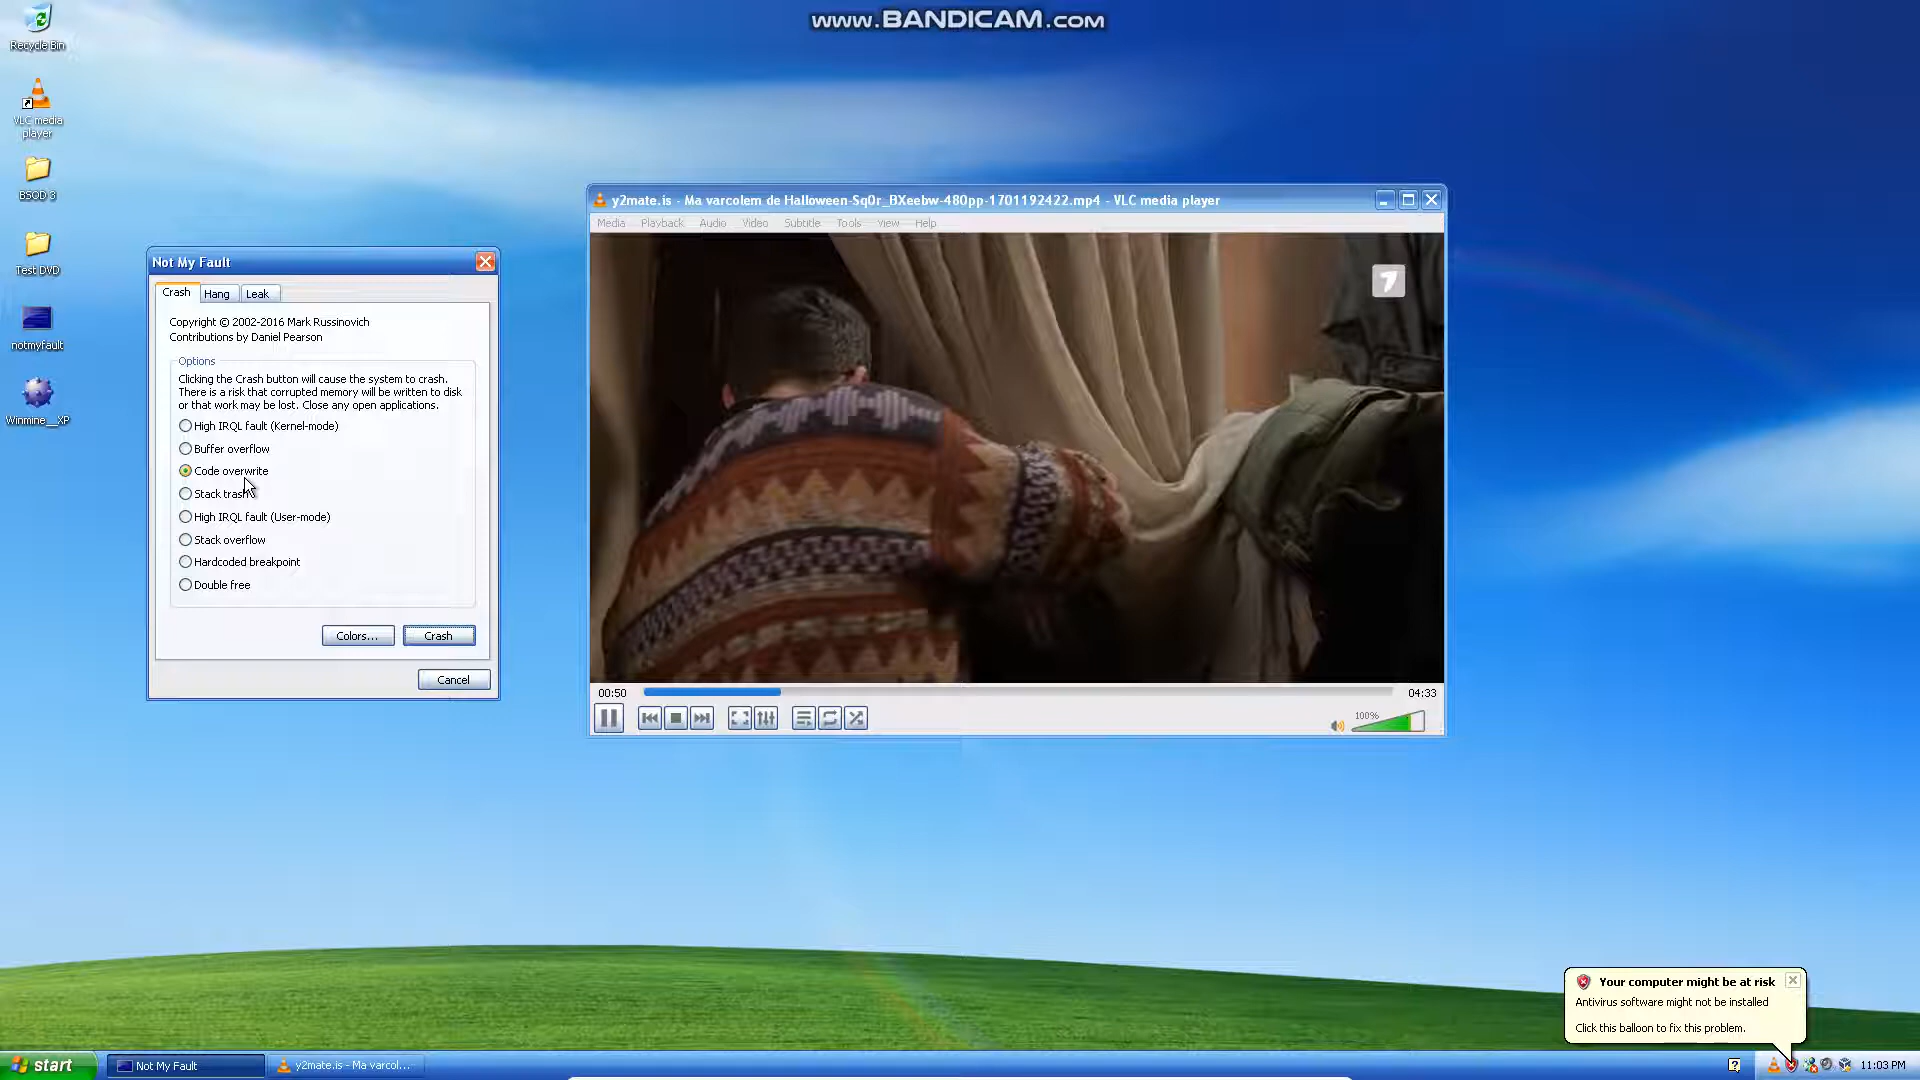 www.BANDICAM.com
Recycle Bin
VLC media
player
BSOD 3
Test DVD
notmyfault
Winmine__XP
Not My Fault
Crash
Hang
Leak
Copyright © 2002-2016 Mark Russinovich
Contributions by Daniel Pearson
Options
Clicking the Crash button will cause the system to crash.
There is a risk that corrupted memory will be written to disk
or that work may be lost. Close any open applications.
High IRQL fault (Kernel-mode)
Buffer overflow
Code overwrite
Stack trash
High IRQL fault (User-mode)
Stack overflow
Hardcoded breakpoint
Double free
Colors...
Crash
Cancel
y2mate.is - Ma varcolem de Halloween-Sq0r_BXeebw-480pp-1701192422.mp4 - VLC media player
Media Playback Audio Video Subtitle Tools View Help
7
00:50
04:33
100%
Your computer might be at risk
Antivirus software might not be installed
Click this balloon to fix this problem.
start
Not My Fault
y2mate.is - Ma varcol...
11:03 PM